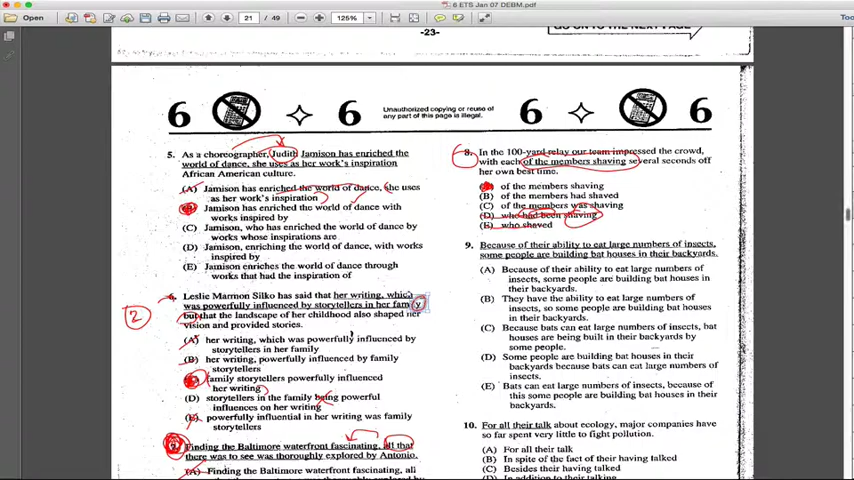 6 ETS Jan 07 DEBM.pdf
Open
21 / 49
125%
Too
GO ON TO THE NEXT PAGE
-23-
6 6
Unauthorized copying or reuse of
any part of this page is illegal.
6 6
5. As a choreographer, Judith Jamison has enriched the
world of dance, she uses as her work's inspiration
African American culture.
(A) Jamison has enriched the world of dance, she uses
as her work's inspiration
Jamison has enriched the world of dance with
work's inspired by
(C) Jamison, who has enriched the world of dance by
works whose inspirations are
(D) Jamison, enriching the world of dance, with works
inspired by
(E) Jamison enriches the world of dance through
works that had the inspiration of
2
6. Leslie Marmon Silko has said that her writing, which
was powerfully influenced by storytellers in her family
but that the landscape of her childhood also shaped her
vision and provided stories.
(A) her writing, which was powerfully influenced by
storytellers in her family
(B) her writing, powerfully influenced by family
storytellers
family storytellers powerfully influenced
her writing
(D) storytellers in the family being powerful
influences on her writing
(E) powerfully influential in her writing was family
storytellers
7. Finding the Baltimore waterfront fascinating, all that
there was to see was thoroughly explored by Antonio.
(A) Finding the Baltimore waterfront fascinating, all
8. In the 100-yard relay our team impressed the crowd,
with each of the members shaving several seconds off
her own best time.
of the members shaving
(B) of the members had shaved
(C) of the members was shaving
(D) who had been shaving
(E) who shaved
9. Because of their ability to eat large numbers of insects,
some people are building bat houses in their backyards.
(A) Because of their ability to eat large numbers of
insects, some people are building bat houses in
their backyards.
(B) They have the ability to eat large numbers of
insects, so some people are building bat houses
in their backyards.
(C) Because bats can eat large numbers of insects, bat
houses are being built in their backyards by
some people.
(D) Some people are building bat houses in their
backyards because bats can eat large numbers of
insects.
(E) Bats can eat large numbers of insects, because of
this some people are building bat houses in their
backyards.
10. For all their talk about ecology, major companies have
so far spent very little to fight pollution.
(A) For all their talk
(B) In spite of the fact of their having talked
(C) Besides their having talked
(D) In addition to their talking